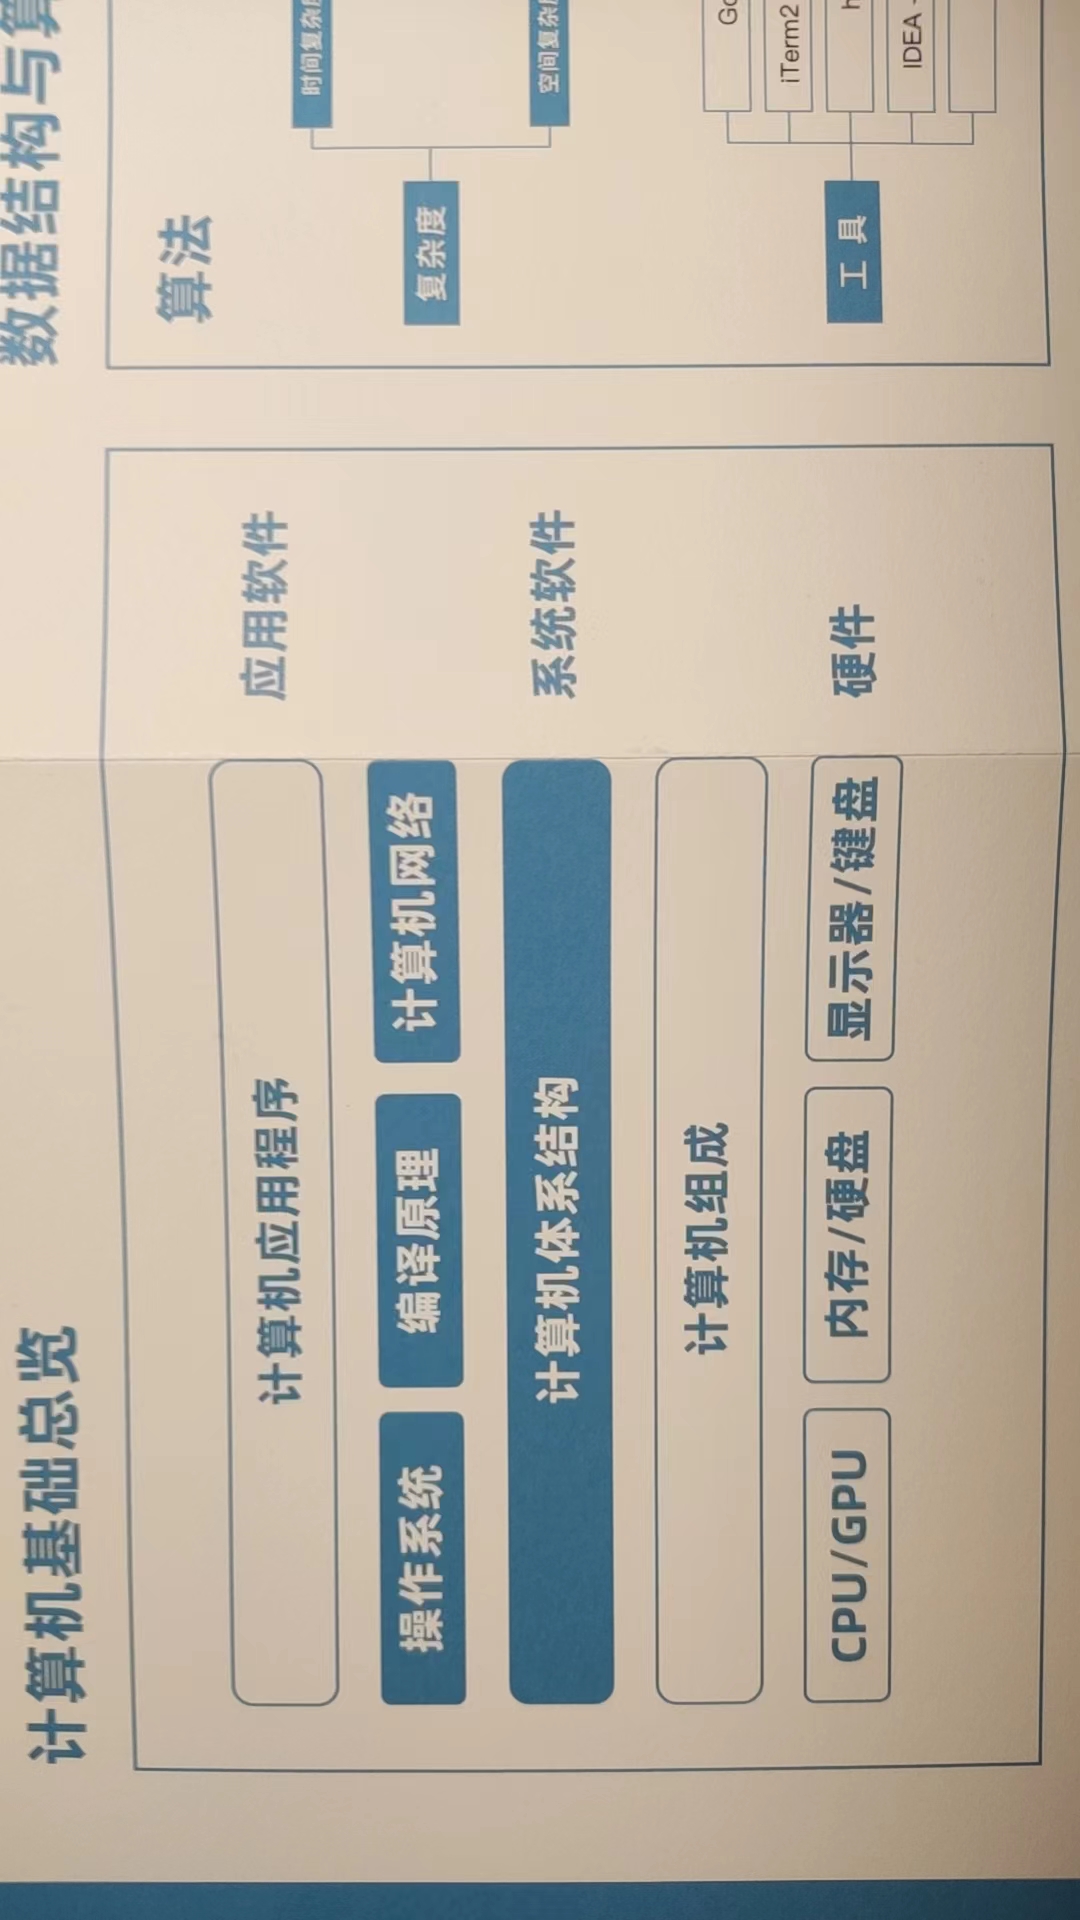 计算机基础总览
计算机应用程序
应用软件
操作系统
编译原理
计算机网络
计算机体系结构
系统软件
计算机组成
CPU/GPU
内存/硬盘
显示器/键盘
硬件
数据结构与算
算法
复杂度
时间复杂
空间复杂
工具
Go
iTerm2
h
IDEA -